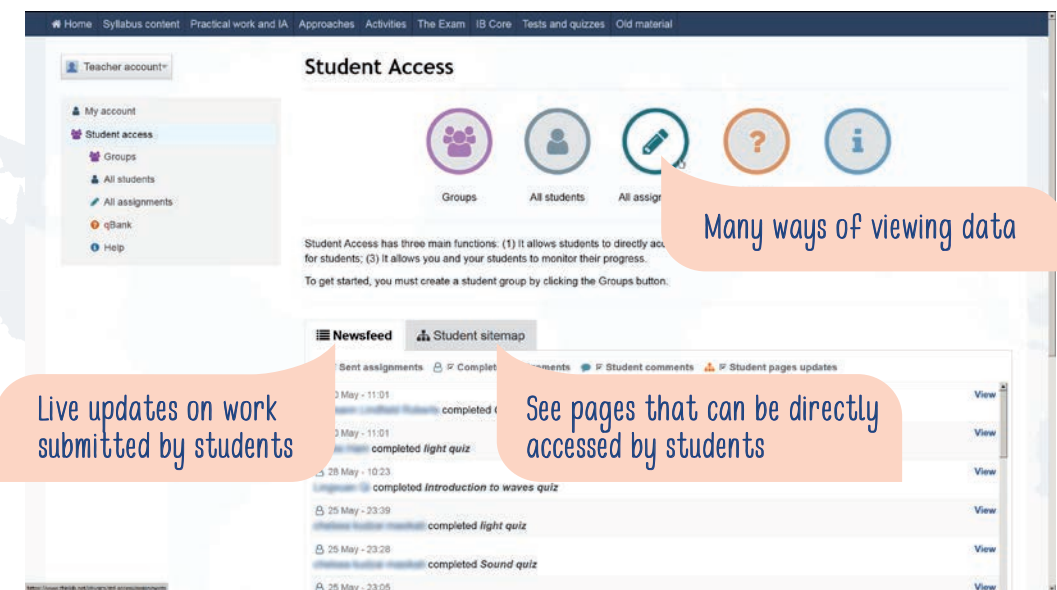 Home Syllabus content Practical work and IA Approaches Activities The Exam IB Core Tests and quizzes Old material
Teacher account
Student Access
My account
Student access
Groups
All students
All assignments
qBank
Help
Groups All students All assign
Many ways of viewing data
Student Access has three main functions: (1) It allows students to directly
for students; (3) It allows you and your students to monitor their progress.
To get started, you must create a student group by clicking the Groups button.
Newsfeed Student sitemap
Sent assignments Student comments Student pages updates
Live updates on work
submitted by students
See pages that can be directly
accessed by students
May - 11:01 View
completed
May - 11:01 View
completed light quiz
28 May - 10:23 View
completed Introduction to waves quiz
25 May - 23:39 View
completed light quiz
25 May - 23:28 View
completed Sound quiz
25 May - 23:05 View